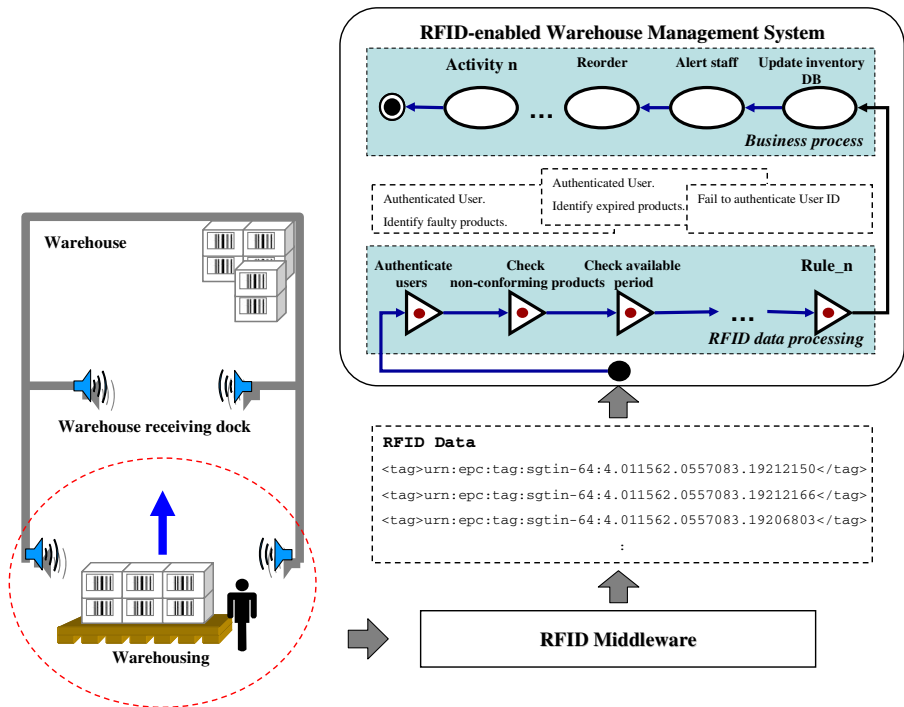 RFID-enabled Warehouse Management System
Activity n
Reorder
Alert staff
Update inventory
DB
...
Business process
Authenticated User.
Identify faulty products.
Authenticated User.
Identify expired products.
Fail to authenticate User ID
Authenticate
users
Check
non-conforming products
Check available
period
Rule_n
...
RFID data processing
Warehouse
Warehouse receiving dock
Warehousing
RFID Data
<tag>urn:epc:tag:sgtin-64:4.011562.0557083.19212150</tag>
<tag>urn:epc:tag:sgtin-64:4.011562.0557083.19212166</tag>
<tag>urn:epc:tag:sgtin-64:4.011562.0557083.19206803</tag>
:
RFID Middleware